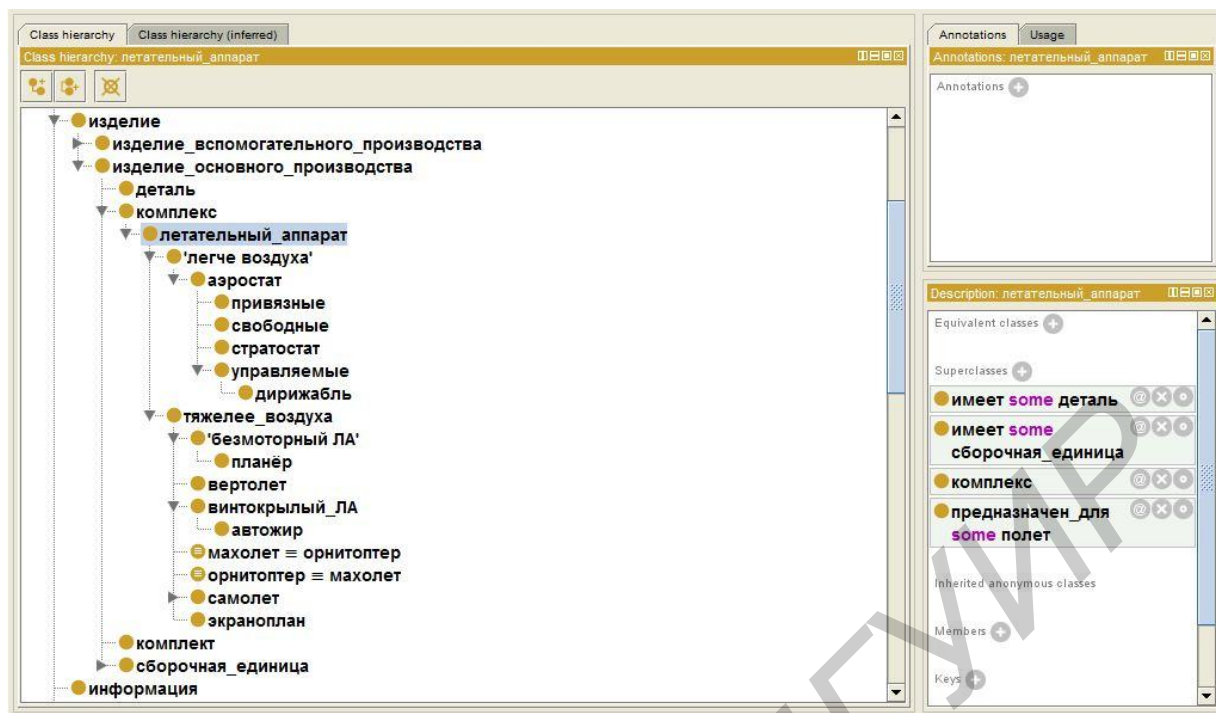 Class hierarchy
Class hierarchy (inferred)
Class hierarchy: летательный_аппарат
изделие
изделие_вспомогательного_производства
изделие_основного_производства
деталь
комплекс
летательный_аппарат
'легче воздуха'
аэростат
привязные
свободные
стратостат
управляемые
дирижабль
тяжелее_воздуха
'безмоторный ЛА'
планёр
вертолет
винтокрылый_ЛА
автожир
махолет ≡ орнитоптер
орнитоптер ≡ махолет
самолет
экраноплан
комплект
сборочная_единица
информация
Annotations
Usage
Annotations: летательный_аппарат
Annotations
Description: летательный_аппарат
Equivalent classes
Superclasses
имеет some деталь
имеет some
сборочная_единица
комплекс
предназначен_для
some полет
Inherited anonymous classes
Members
Keys